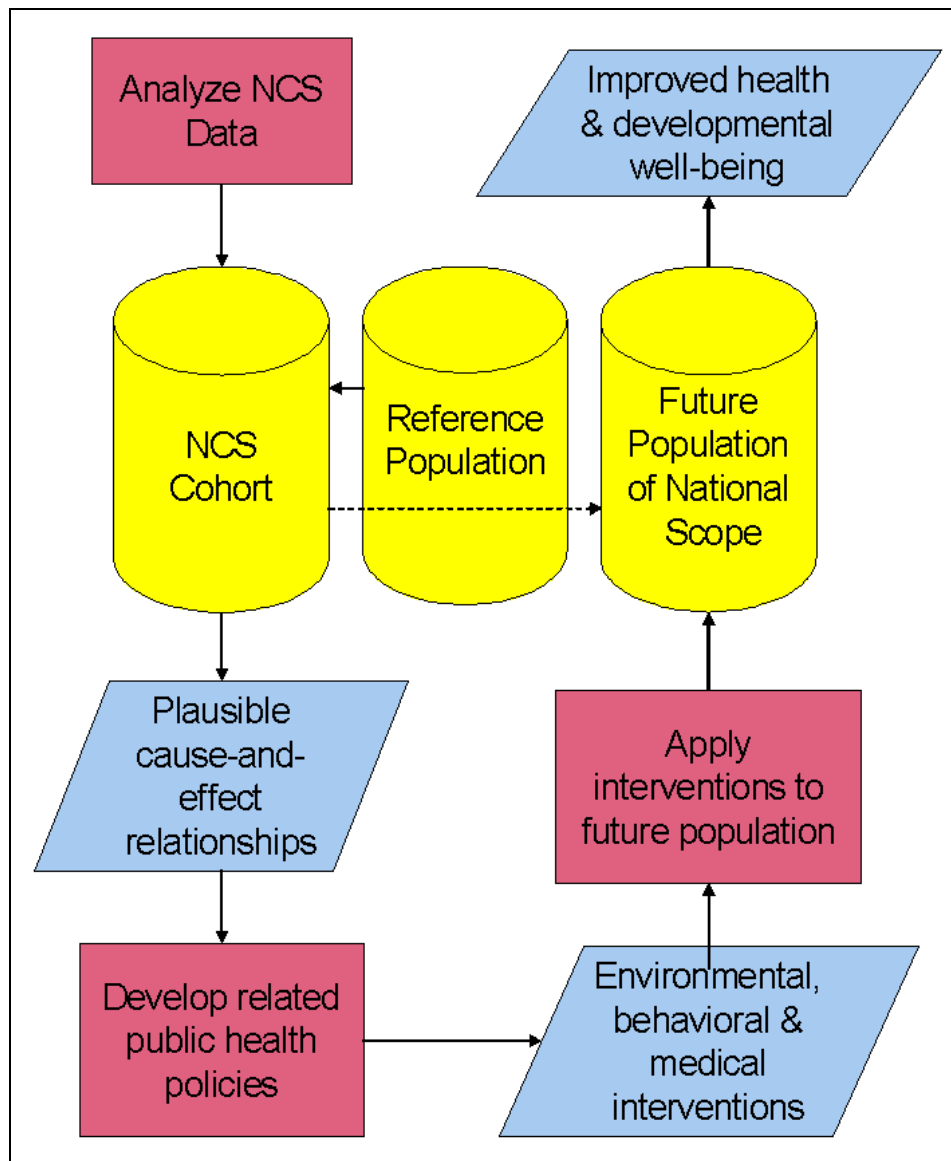 Analyze NCS
Data
Improved health
& developmental
well-being
NCS
Cohort
Reference
Population
Future
Population
of National
Scope
Plausible
cause-and-
effect
relationships
Apply
interventions to
future population
Develop related
public health
policies
Environmental,
behavioral &
medical
interventions